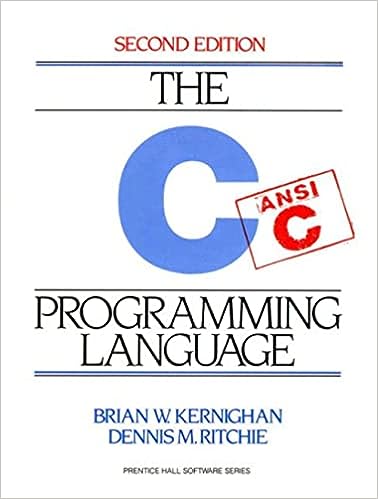 SECOND EDITION
THE
C
ANSI
C
PROGRAMMING
LANGUAGE
BRIAN W. KERNIGHAN
DENNIS M. RITCHIE
PRENTICE HALL SOFTWARE SERIES